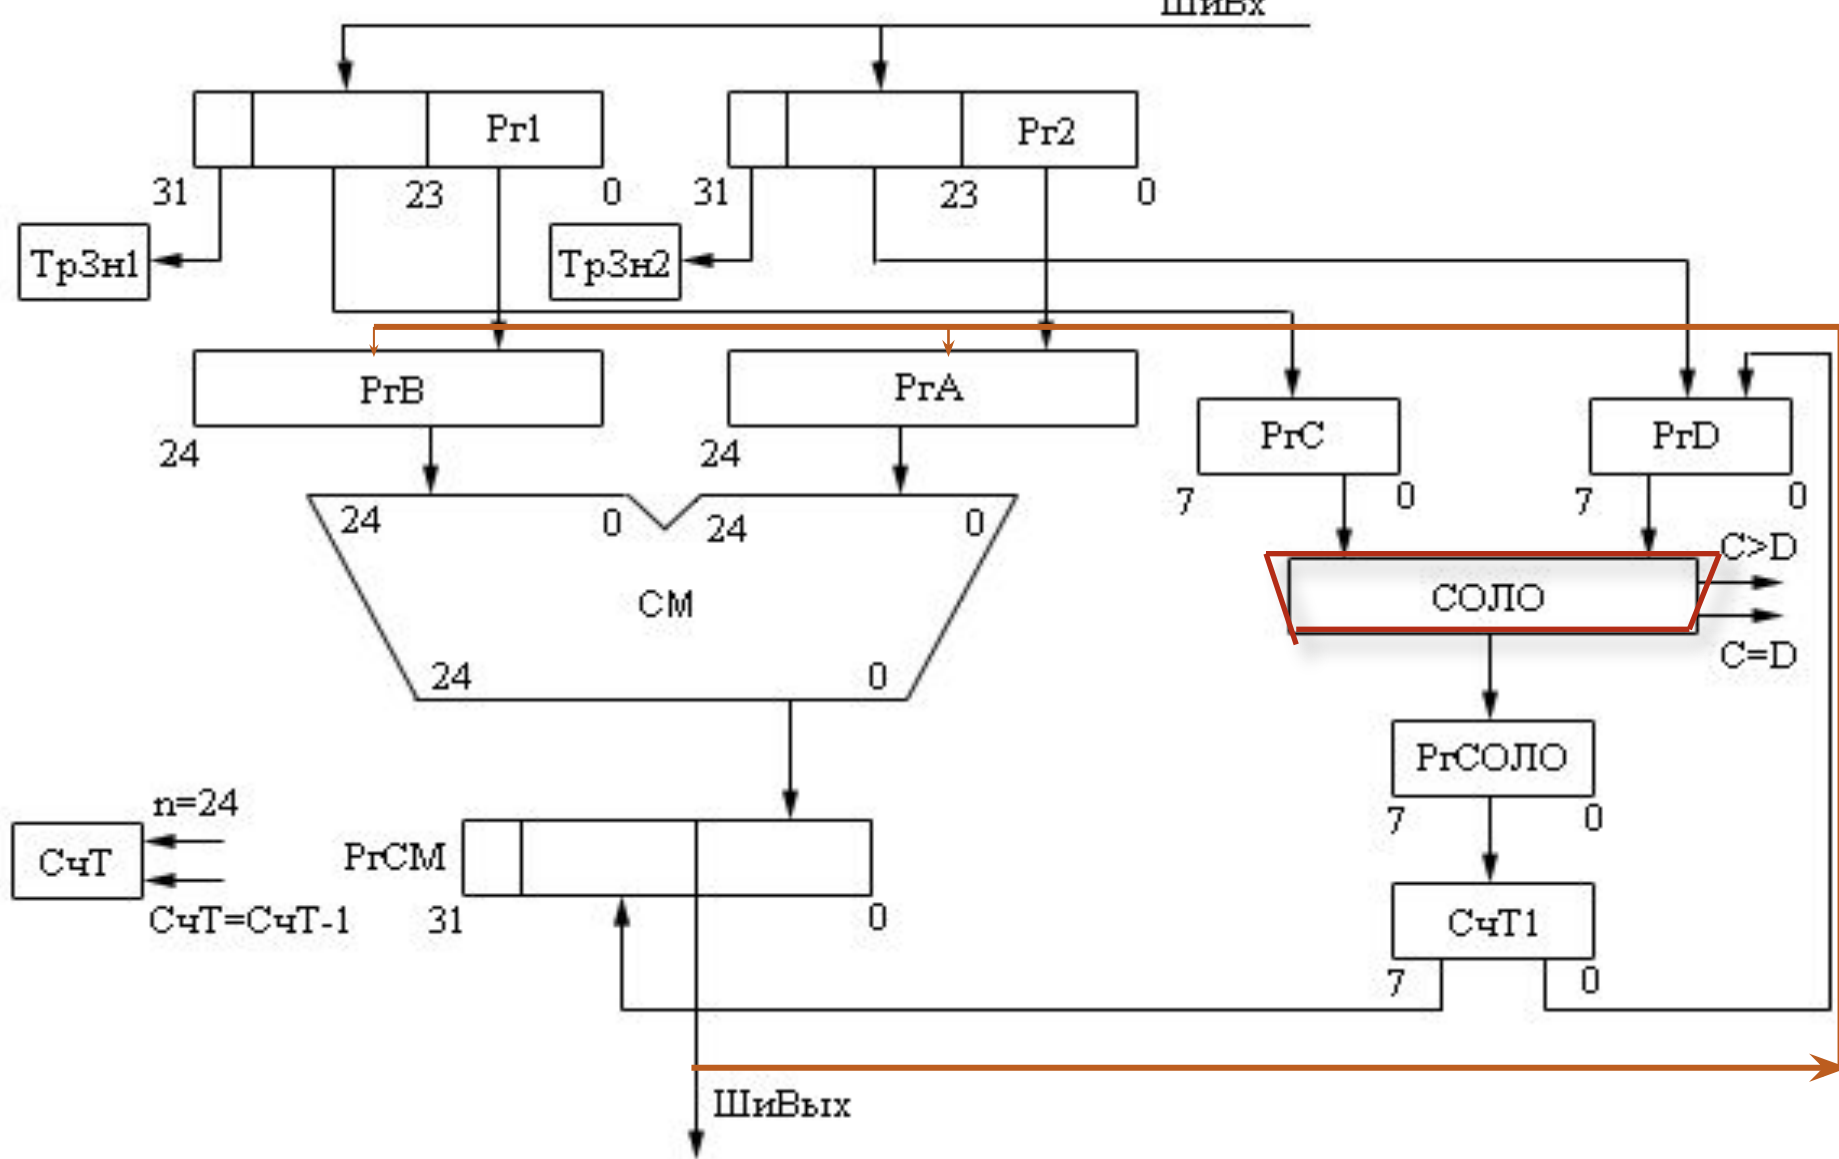 ШиВх
Рг1
Рг2
31
23
0
31
23
0
ТрЗн1
ТрЗн2
РгВ
РгА
РгС
РгD
24
24
7
0
7
0
24
0
24
0
C>D
СМ
СОЛО
C=D
24
0
РгСОЛО
n=24
7
0
СчТ
РгСМ
СчТ=СчТ-1
31
0
СчТ1
7
0
ШиВых